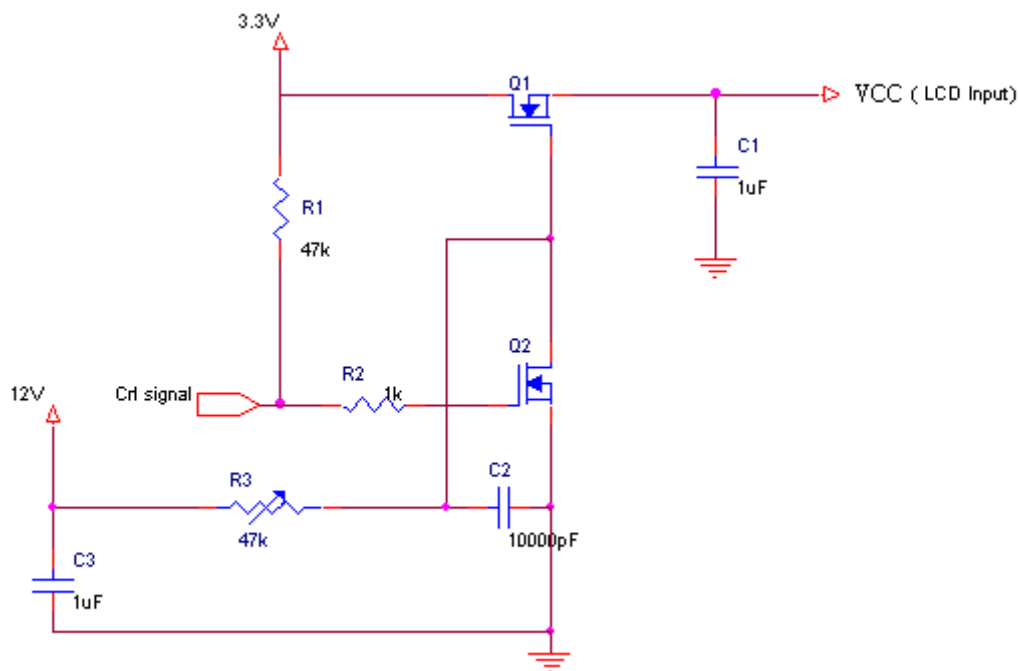 3.3V
Q1
VCC ( LCD Input)
C1
1uF
R1
47k
Q2
R2
1k
Crl signal
12V
R3
47k
C2
10000pF
C3
1uF